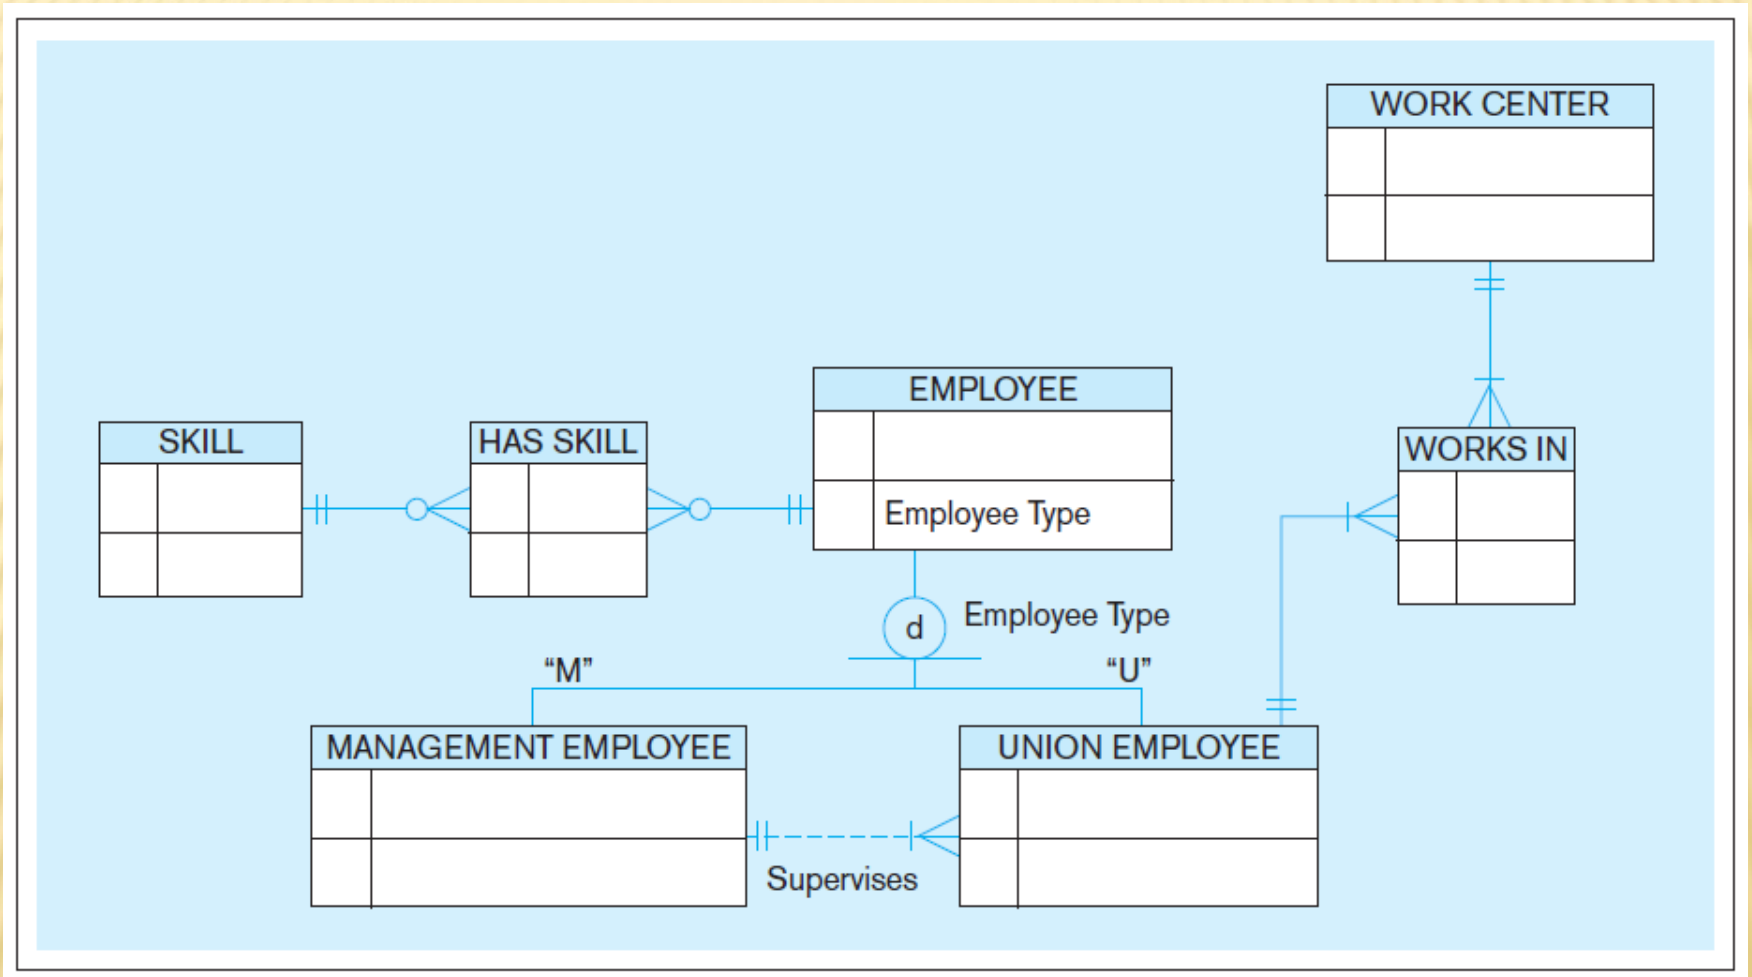 WORK CENTER
EMPLOYEE
SKILL
HAS SKILL
WORKS IN
Employee Type
d
Employee Type
“M”
“U”
MANAGEMENT EMPLOYEE
UNION EMPLOYEE
Supervises